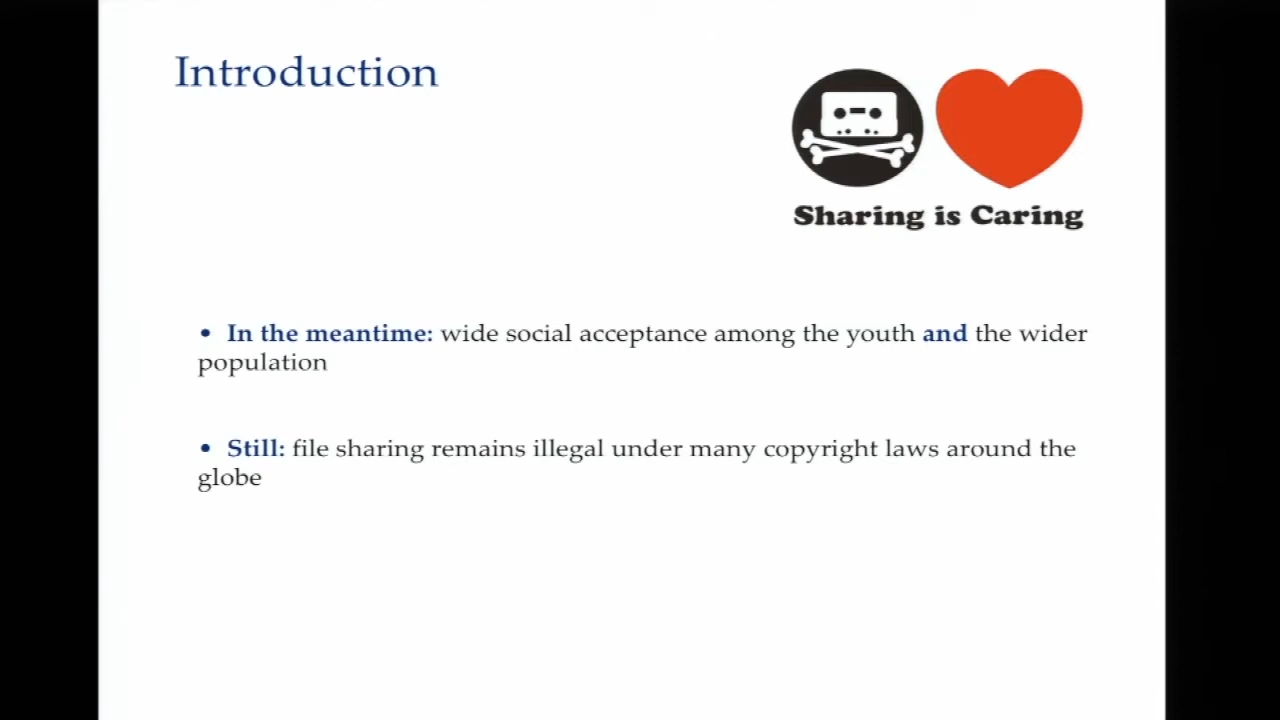 Introduction
Sharing is Caring
• In the meantime: wide social acceptance among the youth and the wider
population
• Still: file sharing remains illegal under many copyright laws around the
globe